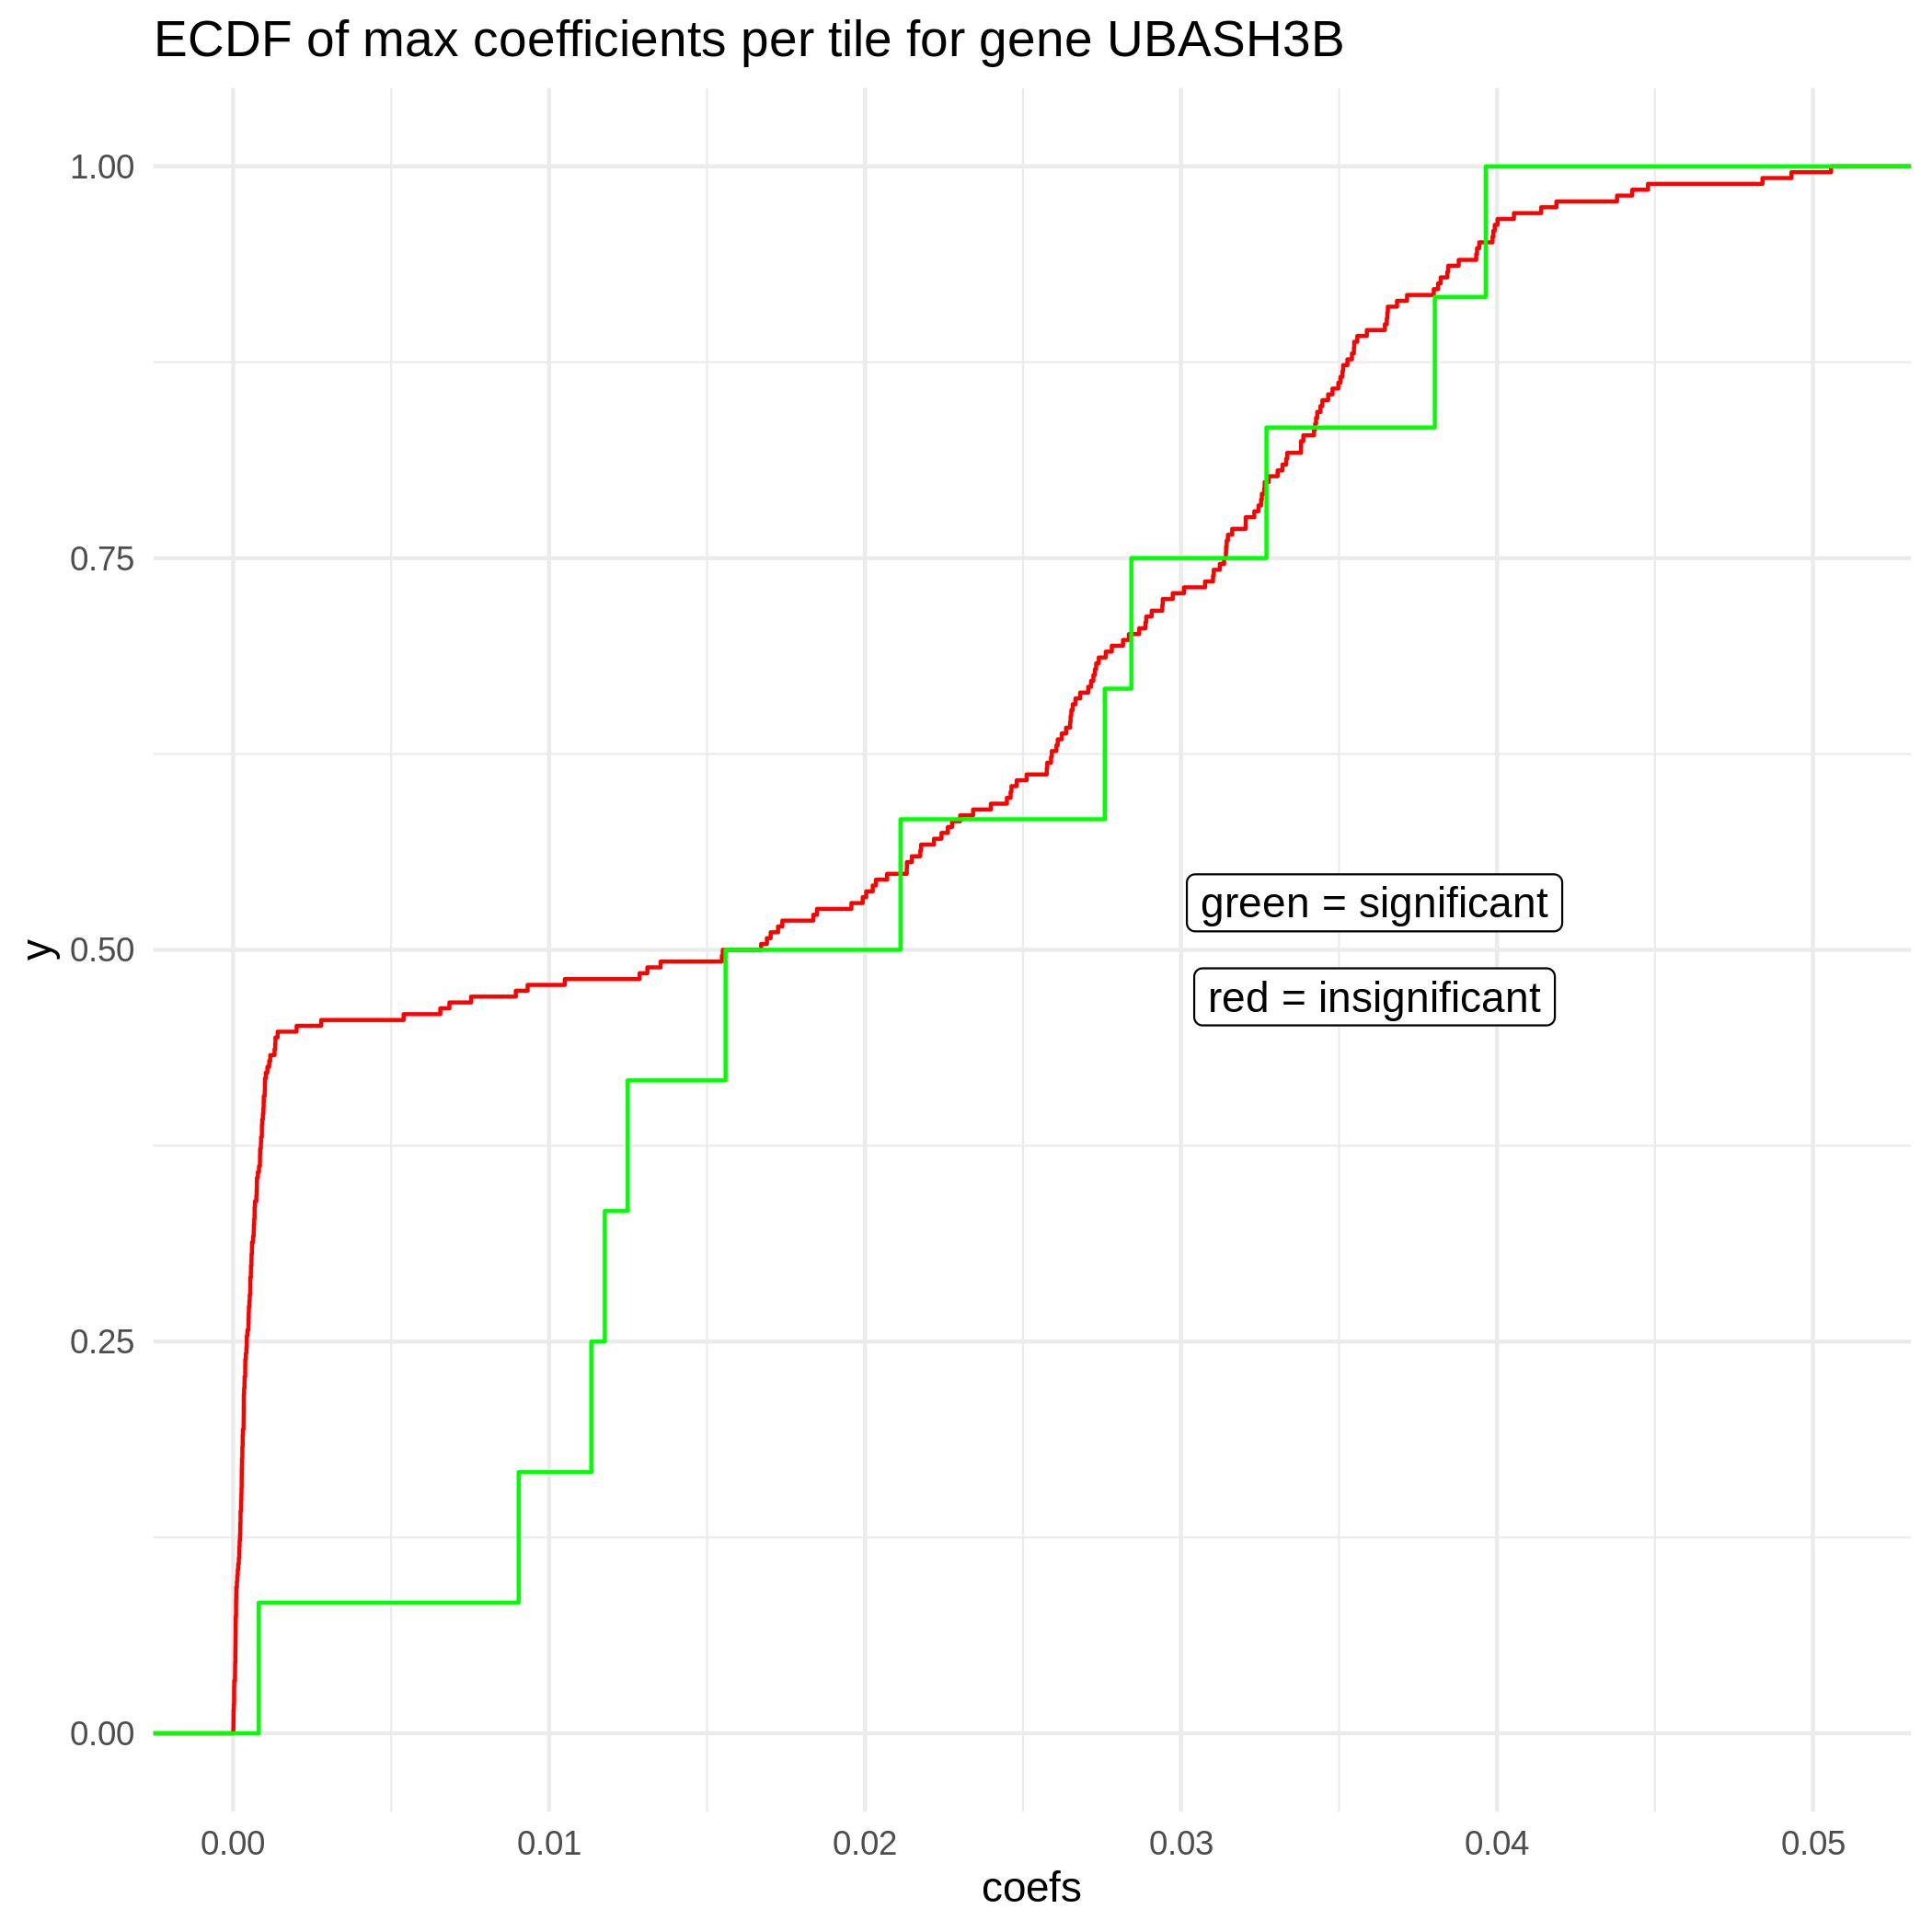 ECDF of max coefficients per tile for gene UBASH3B
1.00
0.75
0.50
0.25
0.00
y
green = significant
red = insignificant
0.00 0.01 0.02 0.03 0.04 0.05
coefs